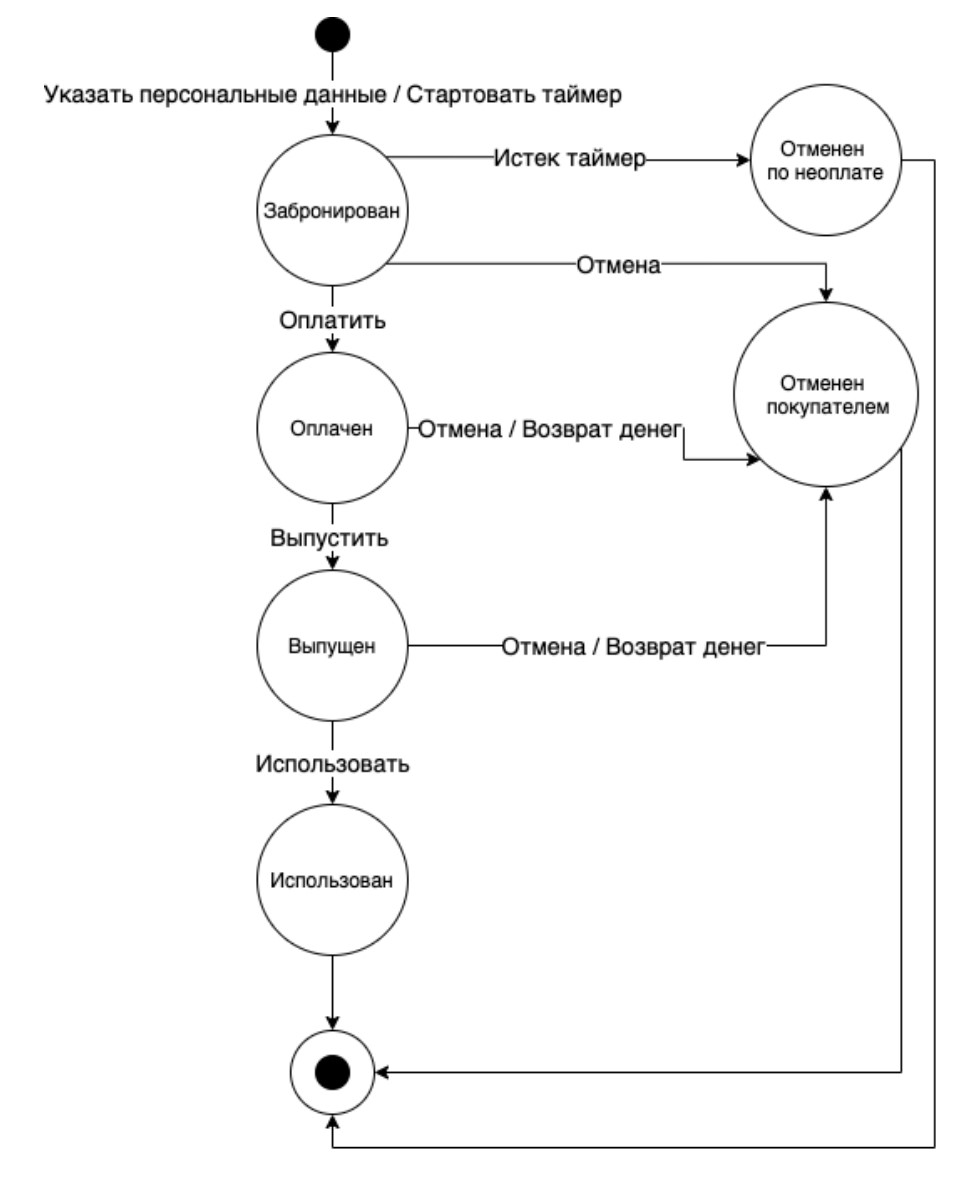 Указать персональные данные / Стартовать таймер
Истек таймер
Отменен
по неоплате
Забронирован
Отмена
Оплатить
Отменен
покупателем
Оплачен
Отмена / Возврат денег
Выпустить
Выпущен
Отмена / Возврат денег
Использовать
Использован